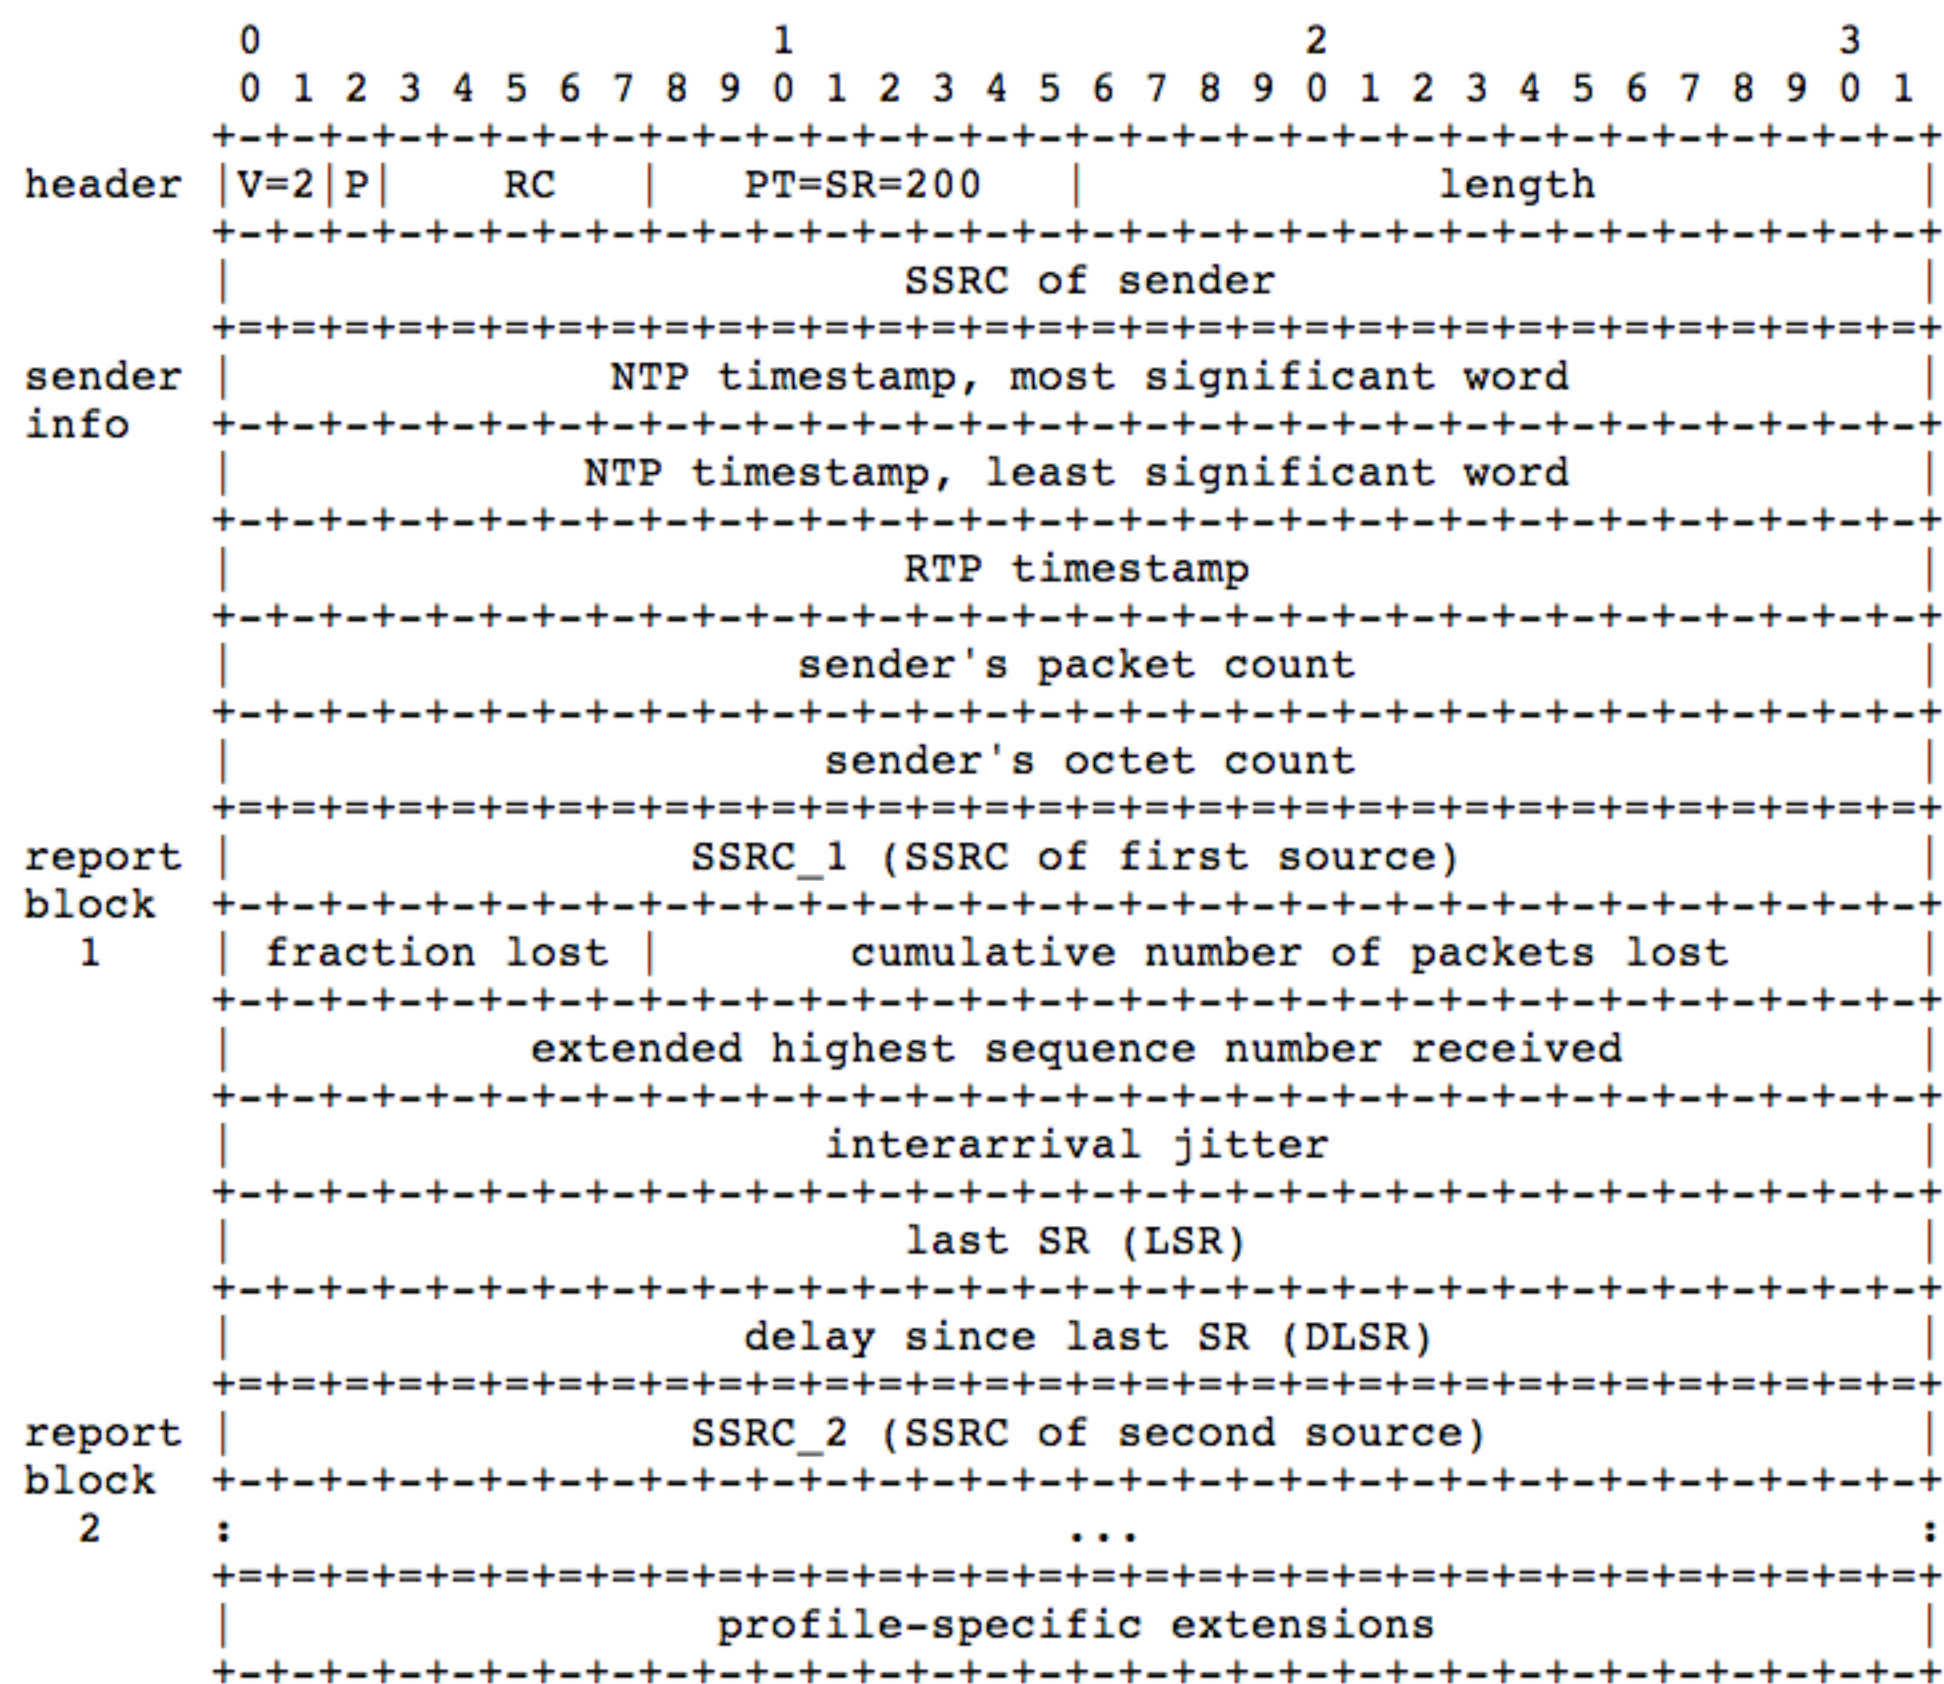 0                   1                   2                   3
                0 1 2 3 4 5 6 7 8 9 0 1 2 3 4 5 6 7 8 9 0 1 2 3 4 5 6 7 8 9 0 1
               +-+-+-+-+-+-+-+-+-+-+-+-+-+-+-+-+-+-+-+-+-+-+-+-+-+-+-+-+-+-+-+-+
header |V=2|P|    RC   |   PT=SR=200   |             length            |
       +-+-+-+-+-+-+-+-+-+-+-+-+-+-+-+-+-+-+-+-+-+-+-+-+-+-+-+-+-+-+-+-+
       |                         SSRC of sender                        |
       +=+=+=+=+=+=+=+=+=+=+=+=+=+=+=+=+=+=+=+=+=+=+=+=+=+=+=+=+=+=+=+=+
sender |              NTP timestamp, most significant word             |
info   +-+-+-+-+-+-+-+-+-+-+-+-+-+-+-+-+-+-+-+-+-+-+-+-+-+-+-+-+-+-+-+-+
       |             NTP timestamp, least significant word             |
       +-+-+-+-+-+-+-+-+-+-+-+-+-+-+-+-+-+-+-+-+-+-+-+-+-+-+-+-+-+-+-+-+
       |                         RTP timestamp                         |
       +-+-+-+-+-+-+-+-+-+-+-+-+-+-+-+-+-+-+-+-+-+-+-+-+-+-+-+-+-+-+-+-+
       |                     sender's packet count                     |
       +-+-+-+-+-+-+-+-+-+-+-+-+-+-+-+-+-+-+-+-+-+-+-+-+-+-+-+-+-+-+-+-+
       |                      sender's octet count                     |
       +=+=+=+=+=+=+=+=+=+=+=+=+=+=+=+=+=+=+=+=+=+=+=+=+=+=+=+=+=+=+=+=+
report |                 SSRC_1 (SSRC of first source)                 |
block  +-+-+-+-+-+-+-+-+-+-+-+-+-+-+-+-+-+-+-+-+-+-+-+-+-+-+-+-+-+-+-+-+
  1    | fraction lost |       cumulative number of packets lost       |
       +-+-+-+-+-+-+-+-+-+-+-+-+-+-+-+-+-+-+-+-+-+-+-+-+-+-+-+-+-+-+-+-+
       |           extended highest sequence number received           |
       +-+-+-+-+-+-+-+-+-+-+-+-+-+-+-+-+-+-+-+-+-+-+-+-+-+-+-+-+-+-+-+-+
       |                      interarrival jitter                      |
       +-+-+-+-+-+-+-+-+-+-+-+-+-+-+-+-+-+-+-+-+-+-+-+-+-+-+-+-+-+-+-+-+
       |                         last SR (LSR)                         |
       +-+-+-+-+-+-+-+-+-+-+-+-+-+-+-+-+-+-+-+-+-+-+-+-+-+-+-+-+-+-+-+-+
       |                   delay since last SR (DLSR)                  |
       +=+=+=+=+=+=+=+=+=+=+=+=+=+=+=+=+=+=+=+=+=+=+=+=+=+=+=+=+=+=+=+=+
report |                 SSRC_2 (SSRC of second source)                |
block  +-+-+-+-+-+-+-+-+-+-+-+-+-+-+-+-+-+-+-+-+-+-+-+-+-+-+-+-+-+-+-+-+
  2    :                               ...                             :
       +=+=+=+=+=+=+=+=+=+=+=+=+=+=+=+=+=+=+=+=+=+=+=+=+=+=+=+=+=+=+=+=+
       |                  profile-specific extensions                  |
       +-+-+-+-+-+-+-+-+-+-+-+-+-+-+-+-+-+-+-+-+-+-+-+-+-+-+-+-+-+-+-+-+